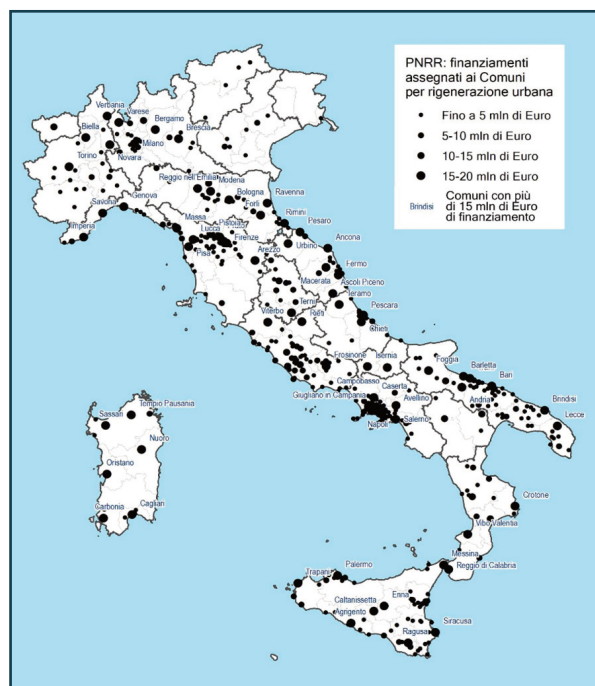 PNRR: finanziamenti
assegnati ai Comuni
per rigenerazione urbana
Fino a 5 mln di Euro
5-10 mln di Euro
10-15 mln di Euro
15-20 mln di Euro
Brindisi
Comuni con più
di 15 mln di Euro
di finanziamento
Verbania
Varese
Biella
Bergamo
Brescia
Milano
Torino
Novara
Reggio nell'Emilia
Modena
Bologna
Ravenna
Genova
Savona
Forlì
Imperia
Massa
Pistoia
Rimini
Lucca
Firenze
Pesaro
Pisa
Arezzo
Urbino
Ancona
Macerata
Fermo
Ascoli Piceno
Teramo
Terni
Viterbo
Rieti
Pescara
Chieti
Frosinone
Isernia
Foggia
Barletta
Campobasso
Caserta
Bari
Giugliano in Campania
Avellino
Andria
Brindisi
Napoli
Salerno
Lecce
Tempio Pausania
Sassari
Nuoro
Oristano
Carbonia
Cagliari
Crotone
Vibo Valentia
Messina
Reggio di Calabria
Trapani
Palermo
Caltanissetta
Enna
Agrigento
Ragusa
Siracusa